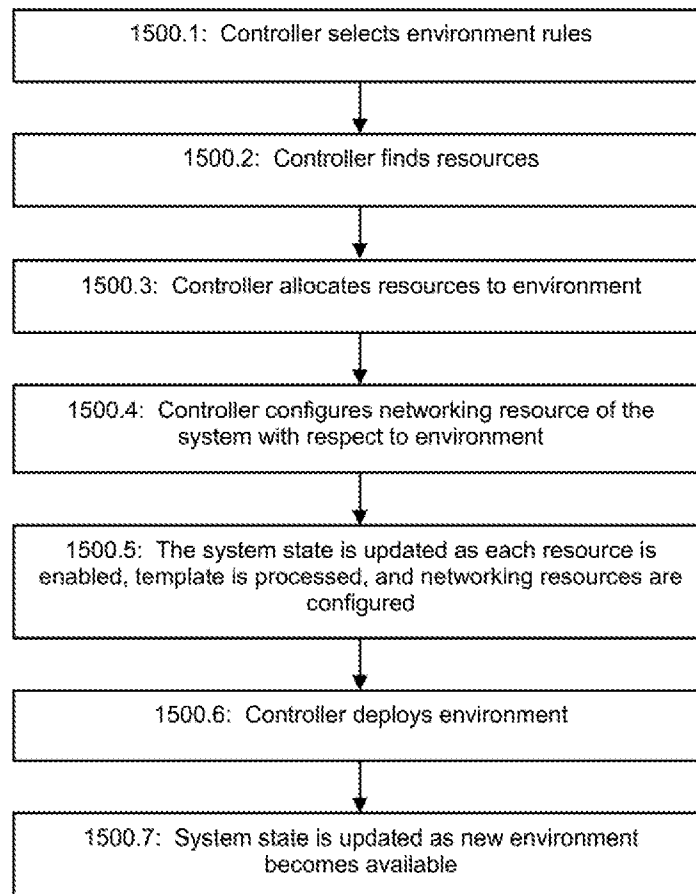 1500.1: Controller selects environment rules
1500.2: Controller finds resources
1500.3: Controller allocates resources to environment
1500.4: Controller configures networking resource of the
system with respect to environment
1500.5: The system state is updated as each resource is
enabled, template is processed, and networking resources are
configured
1500.6: Controller deploys environment
1500.7: System state is updated as new environment
becomes available